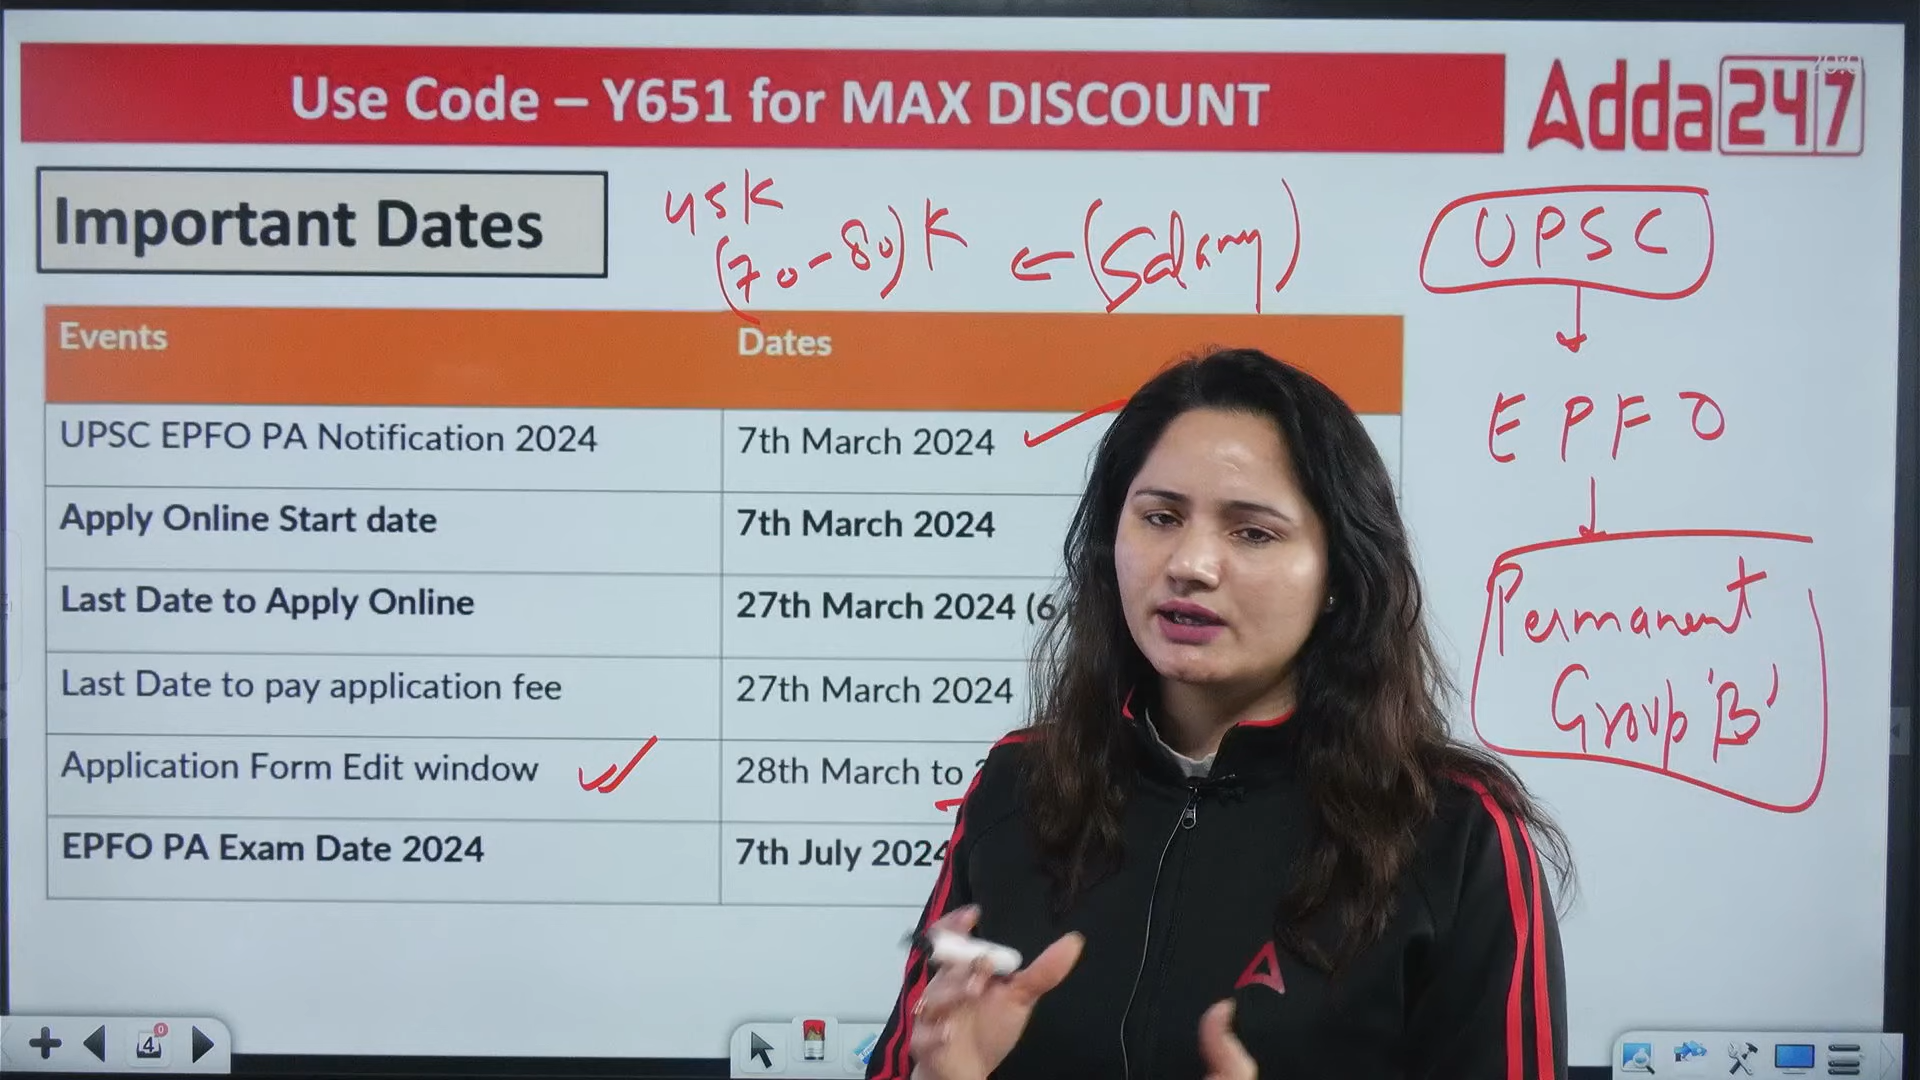 Use Code – Y651 for MAX DISCOUNT
Adda247
Important Dates
45K
(70-80)K ← (Salary)
UPSC
EPFO
Permanent
Group 'B'
Events Dates
UPSC EPFO PA Notification 2024 7th March 2024
Apply Online Start date 7th March 2024
Last Date to Apply Online 27th March 2024 (6
Last Date to pay application fee 27th March 2024
Application Form Edit window 28th March to
EPFO PA Exam Date 2024 7th July 2024
4
0